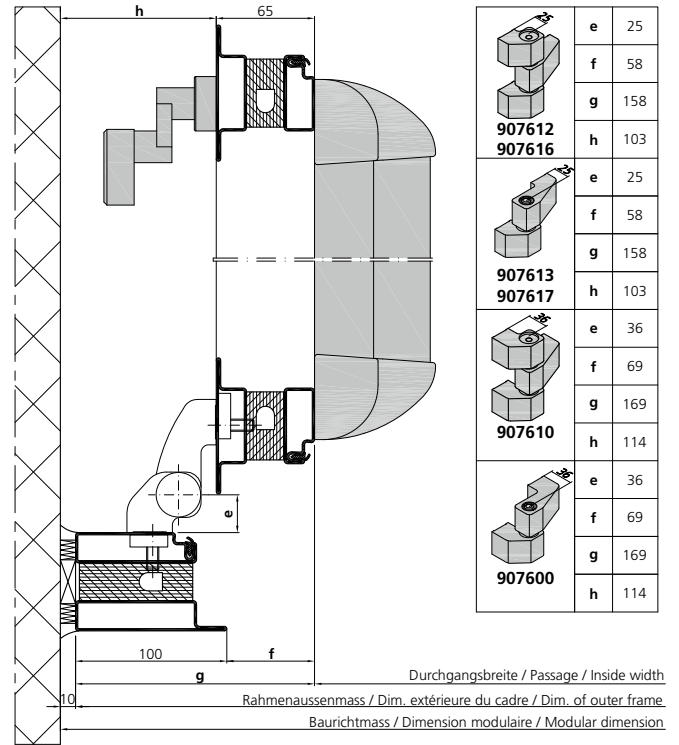 h 65
25 e 25
f 58
g 158
907612
907616 h 103
25 e 25
f 58
g 158
907613
907617 h 103
36 e 36
f 69
g 169
907610 h 114
36 e 36
f 69
g 169
907600 h 114
e
100 f
g Durchgangsbreite / Passage / Inside width
10 Rahmenaussenmass / Dim. extérieure du cadre / Dim. of outer frame
Baurichtmass / Dimension modulaire / Modular dimension